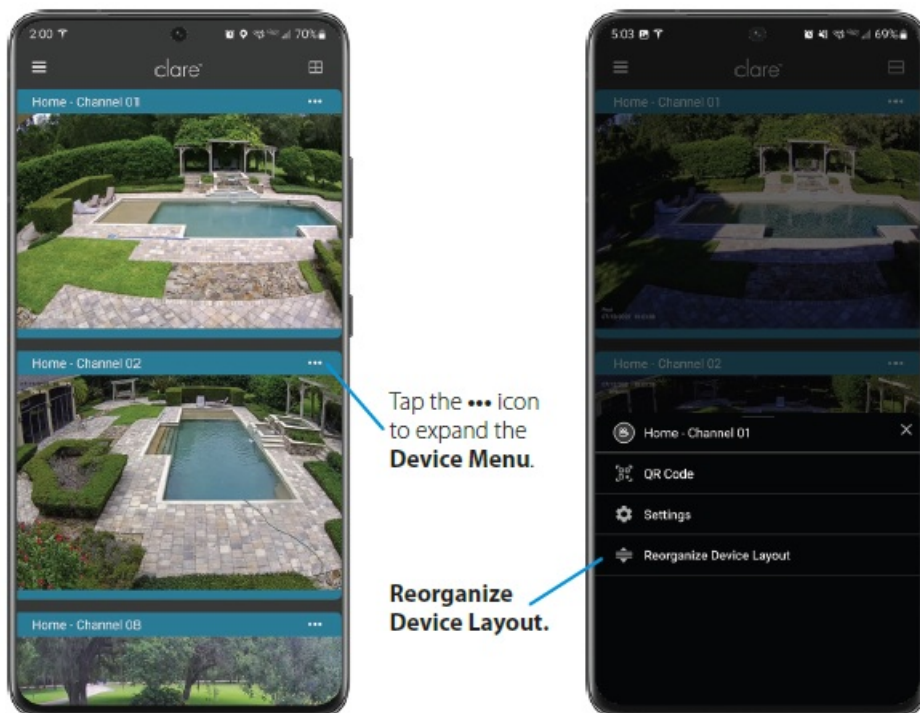 2:00
70%
clare
Home - Channel 01
•••
Home - Channel 02
•••
Home - Channel 08
•••
Tap the ••• icon
to expand the
Device Menu.
Reorganize
Device Layout.
5:03
69%
clare
Home - Channel 01
•••
Home - Channel 02
•••
Home - Channel 01
QR Code
Settings
Reorganize Device Layout